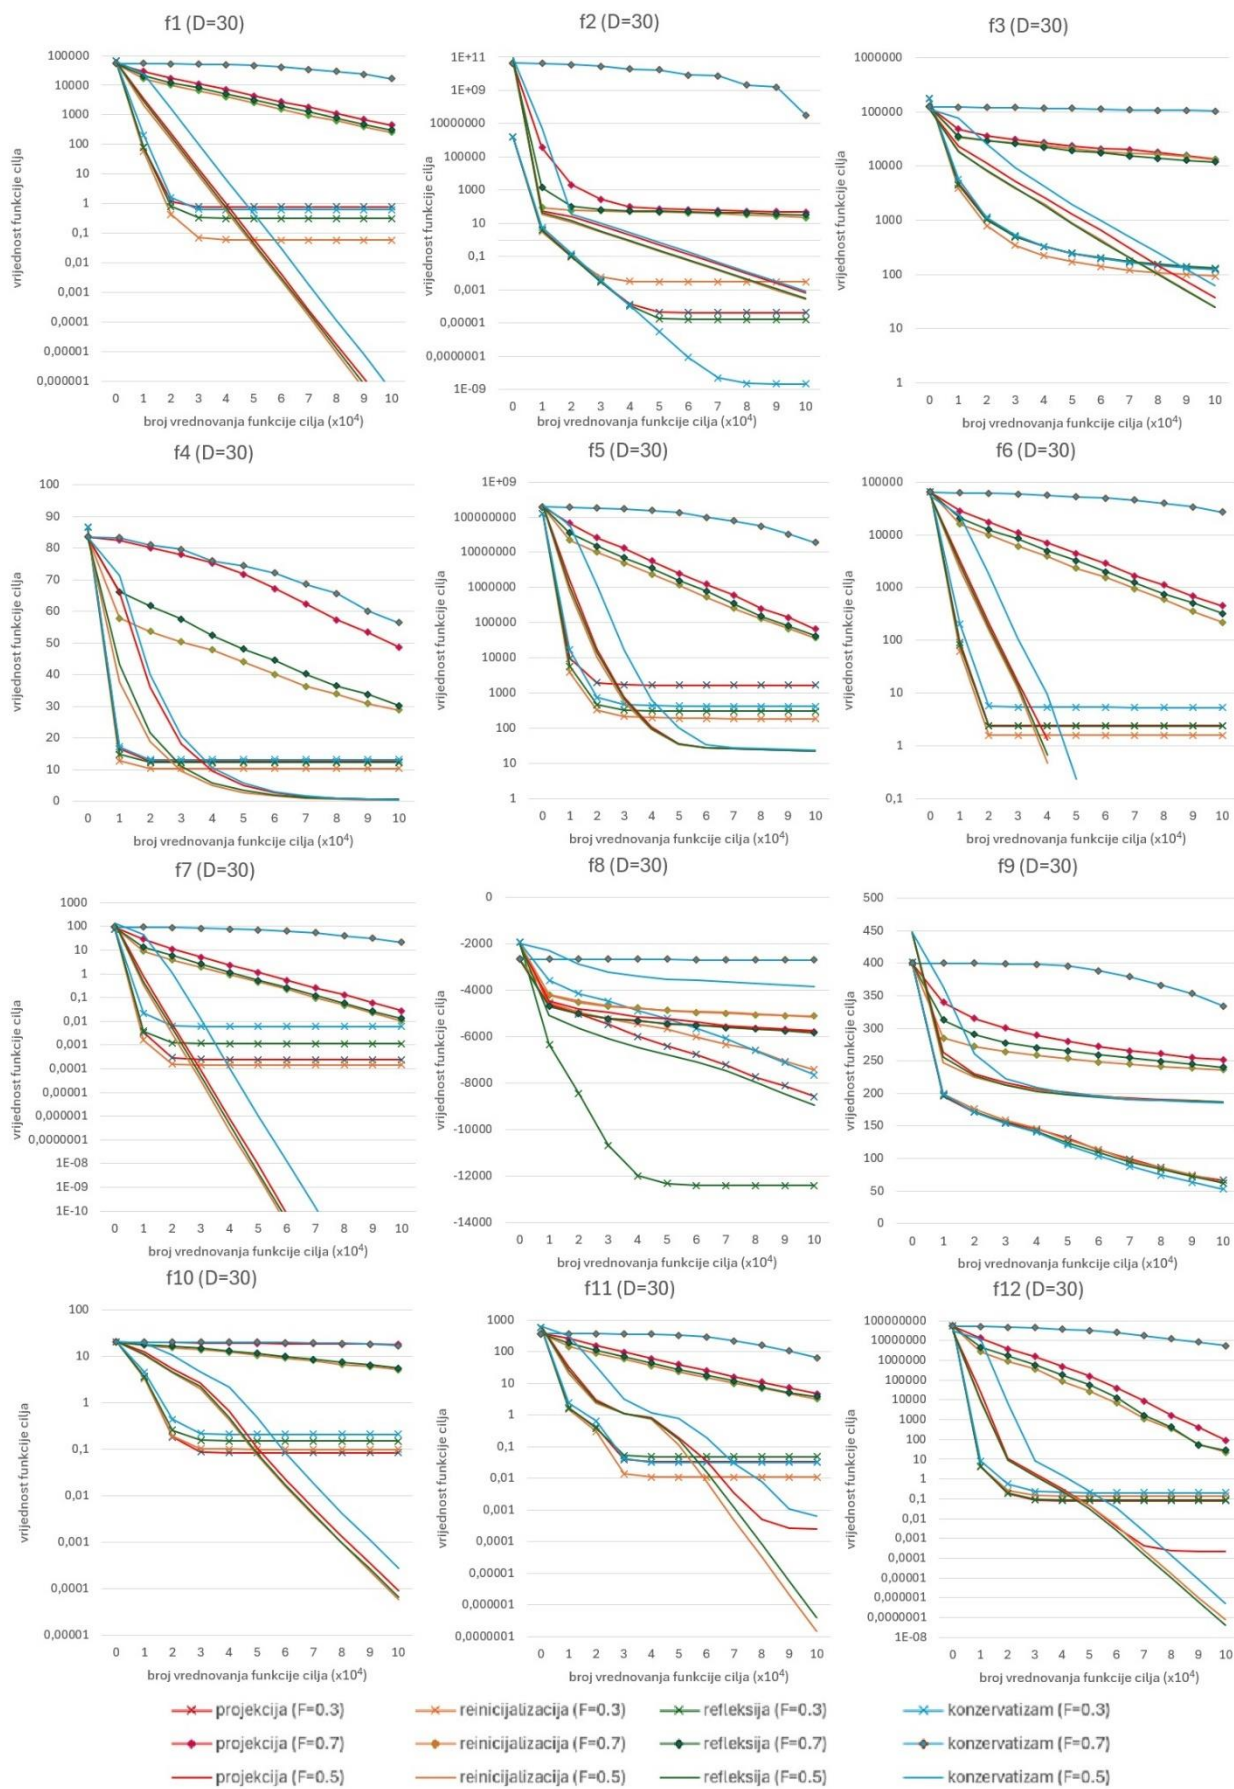 f1 (D=30)
vrijednost funkcije cilja
100000
10000
1000
100
10
1
0,1
0,01
0,001
0,0001
0,00001
0,000001
0 1 2 3 4 5 6 7 8 9 10
broj vrednovanja funkcije cilja (x10⁴)
f2 (D=30)
vrijednost funkcije cilja
1E+11
1E+09
10000000
100000
1000
10
0,1
0,001
0,00001
0,0000001
1E-09
0 1 2 3 4 5 6 7 8 9 10
broj vrednovanja funkcije cilja (x10⁴)
f3 (D=30)
vrijednost funkcije cilja
1000000
100000
10000
1000
100
10
1
0 1 2 3 4 5 6 7 8 9 10
broj vrednovanja funkcije cilja (x10⁴)
f4 (D=30)
vrijednost funkcije cilja
100
90
80
70
60
50
40
30
20
10
0
0 1 2 3 4 5 6 7 8 9 10
broj vrednovanja funkcije cilja (x10⁴)
f5 (D=30)
vrijednost funkcije cilja
1E+09
100000000
10000000
1000000
100000
10000
1000
100
10
1
0 1 2 3 4 5 6 7 8 9 10
broj vrednovanja funkcije cilja (x10⁴)
f6 (D=30)
vrijednost funkcije cilja
100000
10000
1000
100
10
1
0,1
0 1 2 3 4 5 6 7 8 9 10
broj vrednovanja funkcije cilja (x10⁴)
f7 (D=30)
vrijednost funkcije cilja
1000
100
10
1
0,1
0,01
0,001
0,0001
0,00001
0,000001
0,0000001
1E-08
1E-09
1E-10
0 1 2 3 4 5 6 7 8 9 10
broj vrednovanja funkcije cilja (x10⁴)
f8 (D=30)
vrijednost funkcije cilja
0
-2000
-4000
-6000
-8000
-10000
-12000
-14000
0 1 2 3 4 5 6 7 8 9 10
broj vrednovanja funkcije cilja (x10⁴)
f9 (D=30)
vrijednost funkcije cilja
500
450
400
350
300
250
200
150
100
50
0
0 1 2 3 4 5 6 7 8 9 10
broj vrednovanja funkcije cilja (x10⁴)
f10 (D=30)
vrijednost funkcije cilja
100
10
1
0,1
0,01
0,001
0,0001
0,00001
0 1 2 3 4 5 6 7 8 9 10
broj vrednovanja funkcije cilja (x10⁴)
f11 (D=30)
vrijednost funkcije cilja
1000
100
10
1
0,1
0,01
0,001
0,0001
0,00001
0,000001
0,0000001
0 1 2 3 4 5 6 7 8 9 10
broj vrednovanja funkcije cilja (x10⁴)
f12 (D=30)
vrijednost funkcije cilja
100000000
10000000
1000000
100000
10000
1000
100
10
1
0,1
0,01
0,001
0,0001
0,00001
0,000001
0,0000001
1E-08
0 1 2 3 4 5 6 7 8 9 10
broj vrednovanja funkcije cilja (x10⁴)
projekcija (F=0.3) reinicijalizacija (F=0.3) refleksija (F=0.3) konzervatizam (F=0.3)
projekcija (F=0.7) reinicijalizacija (F=0.7) refleksija (F=0.7) konzervatizam (F=0.7)
projekcija (F=0.5) reinicijalizacija (F=0.5) refleksija (F=0.5) konzervatizam (F=0.5)